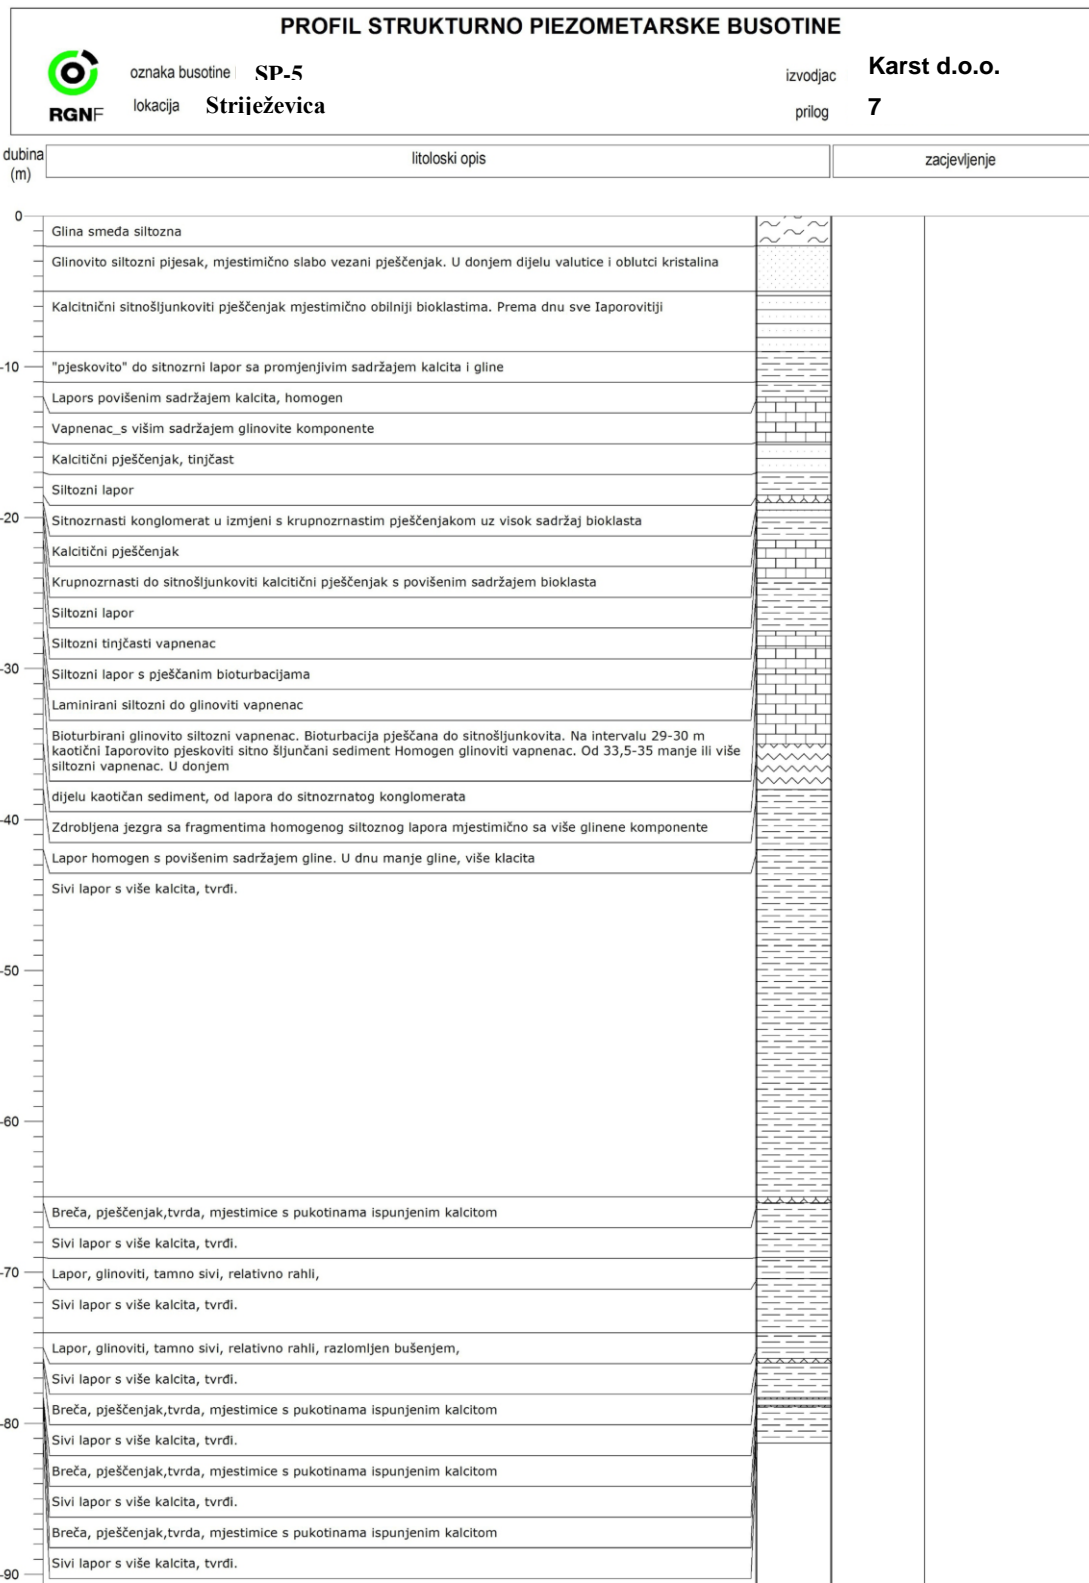 PROFIL STRUKTURNO PIEZOMETARSKE BUSOTINE
oznaka busotine SP-5
izvodjac Karst d.o.o.
RGNF
lokacija Striježevica
prilog 7
dubina
(m)
litoloski opis
zacjevljenje
0
Glina smeđa siltozna
Glinovito siltozni pijesak, mjestimično slabo vezani pješčenjak. U donjem dijelu valutice i oblutci kristalina
Kalcitnični sitnošljunkoviti pješčenjak mjestimično obilniji bioklastima. Prema dnu sve Iaporovitiji
-10
"pjeskovito" do sitnozrni lapor sa promjenjivim sadržajem kalcita i gline
Lapors povišenim sadržajem kalcita, homogen
Vapnenac_s višim sadržajem glinovite komponente
Kalcitični pješčenjak, tinjčast
Siltozni lapor
-20
Sitnozrnasti konglomerat u izmjeni s krupnozrnastim pješčenjakom uz visok sadržaj bioklasta
Kalcitični pješčenjak
Krupnozrnasti do sitnošljunkoviti kalcitični pješčenjak s povišenim sadržajem bioklasta
Siltozni lapor
Siltozni tinjčasti vapnenac
-30
Siltozni lapor s pješčanim bioturbacijama
Laminirani siltozni do glinoviti vapnenac
Bioturbirani glinovito siltozni vapnenac. Bioturbacija pješčana do sitnošljunkovita. Na intervalu 29-30 m
kaotični Iaporovito pjeskoviti sitno šljunčani sediment Homogen glinoviti vapnenac. Od 33,5-35 manje ili više
siltozni vapnenac. U donjem
dijelu kaotičan sediment, od lapora do sitnozrnatog konglomerata
-40
Zdrobljena jezgra sa fragmentima homogenog siltoznog lapora mjestimično sa više glinene komponente
Lapor homogen s povišenim sadržajem gline. U dnu manje gline, više klacita
Sivi lapor s više kalcita, tvrđi.
-50
-60
Breča, pješčenjak,tvrda, mjestimice s pukotinama ispunjenim kalcitom
Sivi lapor s više kalcita, tvrđi.
-70
Lapor, glinoviti, tamno sivi, relativno rahli,
Sivi lapor s više kalcita, tvrđi.
Lapor, glinoviti, tamno sivi, relativno rahli, razlomljen bušenjem,
Sivi lapor s više kalcita, tvrđi.
Breča, pješčenjak,tvrda, mjestimice s pukotinama ispunjenim kalcitom
-80
Sivi lapor s više kalcita, tvrđi.
Breča, pješčenjak,tvrda, mjestimice s pukotinama ispunjenim kalcitom
Sivi lapor s više kalcita, tvrđi.
Breča, pješčenjak,tvrda, mjestimice s pukotinama ispunjenim kalcitom
Sivi lapor s više kalcita, tvrđi.
-90